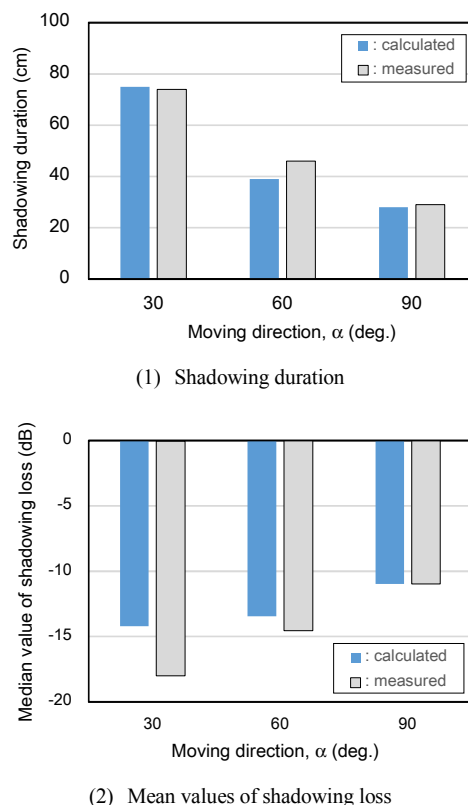 100
80
60
40
20
0
Shadowing duration (cm)
: calculated
: measured
30 60 90
Moving direction, α (deg.)
(1) Shadowing duration
0
-5
-10
-15
-20
Median value of shadowing loss (dB)
: calculated
: measured
30 60 90
Moving direction, α (deg.)
(2) Mean values of shadowing loss